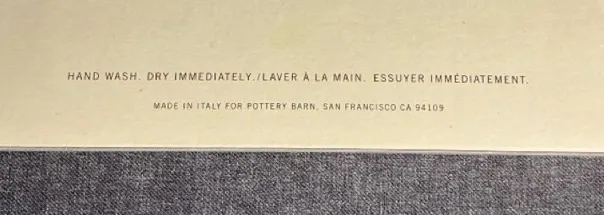 HAND WASH. DRY IMMEDIATELY./LAVER À LA MAIN. ESSUYER IMMÉDIATEMENT.
MADE IN ITALY FOR POTTERY BARN, SAN FRANCISCO CA 94109